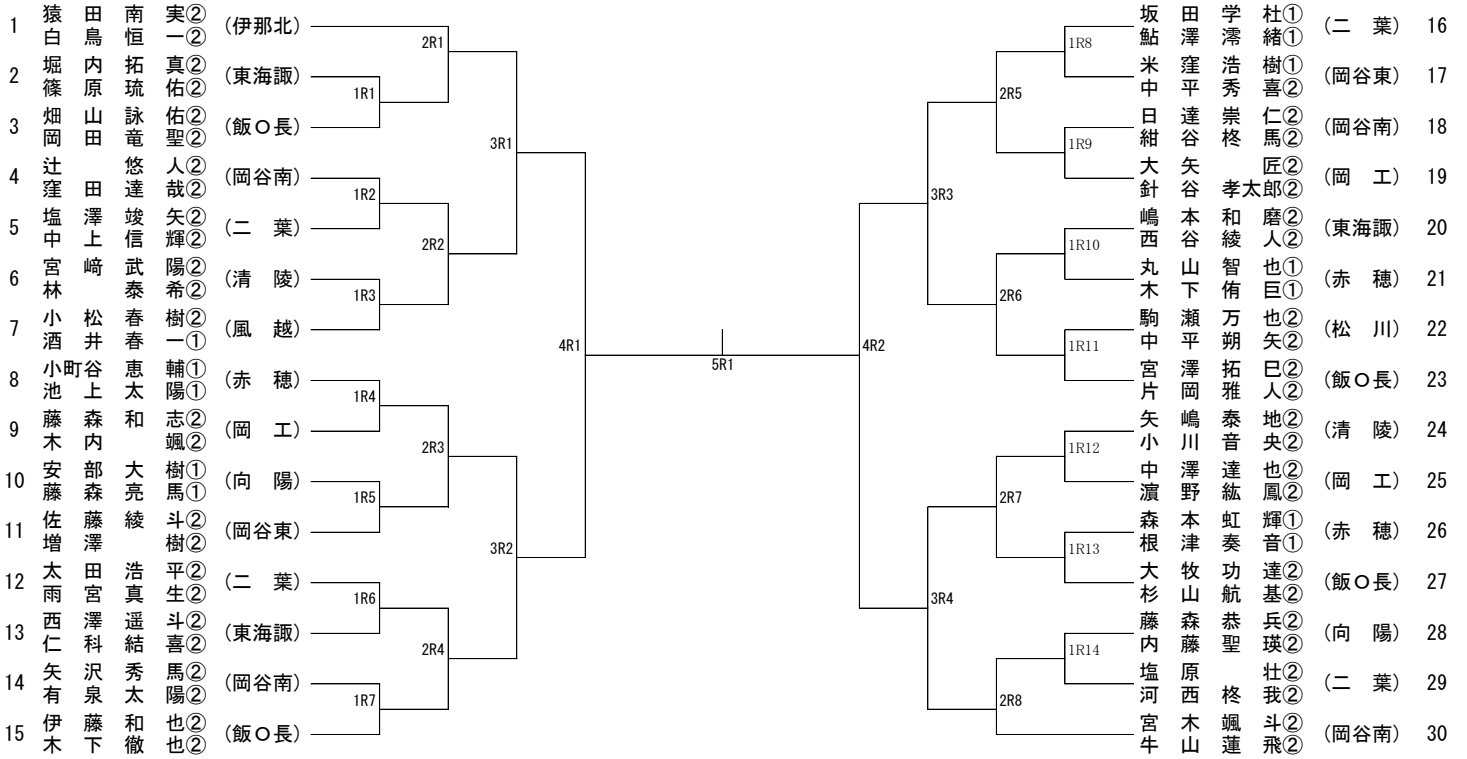 猿田南実②
1 (伊那北)
白鳥恒一②
堀内拓真②
2 (東海諏)
篠原琉佑②
畑山詠佑②
3 (飯O長)
岡田竜聖②
辻悠人②
4 (岡谷南)
窪田達哉②
塩澤竣矢②
5 (二葉)
中上信輝②
宮﨑武陽②
6 (清陵)
林泰希②
小松春樹②
7 (風越)
酒井春一①
小町谷恵輔①
8 (赤穂)
池上太陽①
藤森和志②
9 (岡工)
木内颯②
安部大樹①
10 (向陽)
藤森亮馬①
佐藤綾斗②
11 (岡谷東)
増澤樹②
太田浩平②
12 (二葉)
雨宮真生②
西澤遥斗②
13 (東海諏)
仁科結喜②
矢沢秀馬②
14 (岡谷南)
有泉太陽②
伊藤和也②
15 (飯O長)
木下徹也②
1R1
1R2
1R3
1R4
1R5
1R6
1R7
2R1
2R2
2R3
2R4
3R1
3R2
4R1
5R1
4R2
3R3
3R4
2R5
2R6
2R7
2R8
1R8
1R9
1R10
1R11
1R12
1R13
1R14
坂田学杜①
(二葉) 16
鮎澤澪緒①
米窪浩樹①
(岡谷東) 17
中平秀喜②
日達崇仁②
(岡谷南) 18
紺谷柊馬②
大矢匠②
(岡工) 19
針谷孝太郎②
嶋本和磨②
(東海諏) 20
西谷綾人②
丸山智也①
(赤穂) 21
木下侑巨①
駒瀬万也②
(松川) 22
中平朔矢②
宮澤拓巳②
(飯O長) 23
片岡雅人②
矢嶋泰地②
(清陵) 24
小川音央②
中澤達也②
(岡工) 25
濵野紘鳳②
森本虹輝①
(赤穂) 26
根津奏音①
大牧功達②
(飯O長) 27
杉山航基②
藤森恭兵②
(向陽) 28
内藤聖瑛②
塩原壮②
(二葉) 29
河西柊我②
宮木颯斗②
(岡谷南) 30
牛山蓮飛②